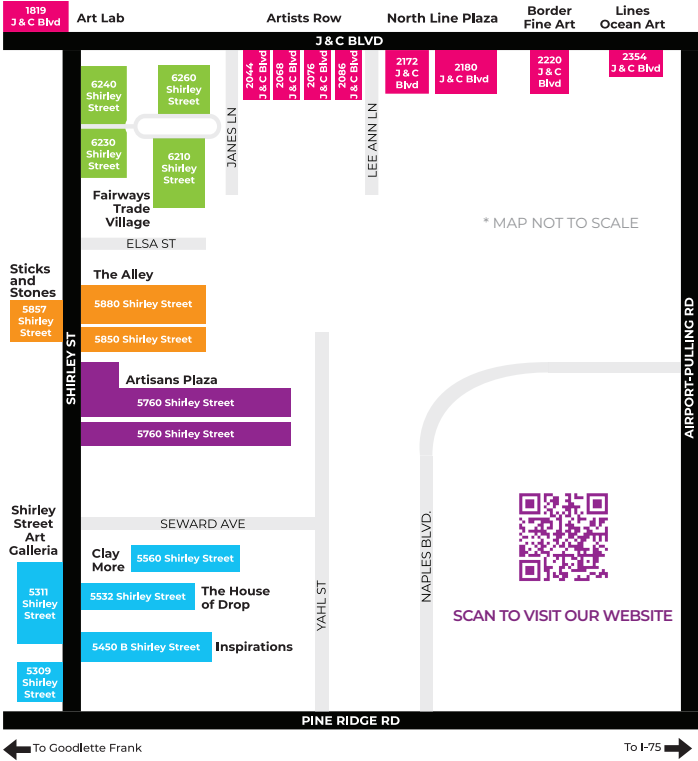 1819
J & C Blvd
Art Lab
Artists Row
North Line Plaza
Border
Fine Art
Lines
Ocean Art
J & C BLVD
6240
Shirley
Street
6260
Shirley
Street
6230
Shirley
Street
6210
Shirley
Street
Fairways
Trade
Village
JANES LN
2044
J & C Blvd
2068
J & C Blvd
2076
J & C Blvd
2086
J & C Blvd
LEE ANN LN
2172
J & C
Blvd
2180
J & C Blvd
2220
J & C
Blvd
2354
J & C Blvd
* MAP NOT TO SCALE
ELSA ST
Sticks
and
Stones
5857
Shirley
Street
The Alley
5880 Shirley Street
5850 Shirley Street
SHIRLEY ST
AIRPORT-PULLING RD
Artisans Plaza
5760 Shirley Street
5760 Shirley Street
SEWARD AVE
Shirley
Street
Art
Galleria
5311
Shirley
Street
5309
Shirley
Street
Clay
More
5560 Shirley Street
5532 Shirley Street
The House
of Drop
5450 B Shirley Street
Inspirations
YAHL ST
NAPLES BLVD.
SCAN TO VISIT OUR WEBSITE
PINE RIDGE RD
To Goodlette Frank
To I-75